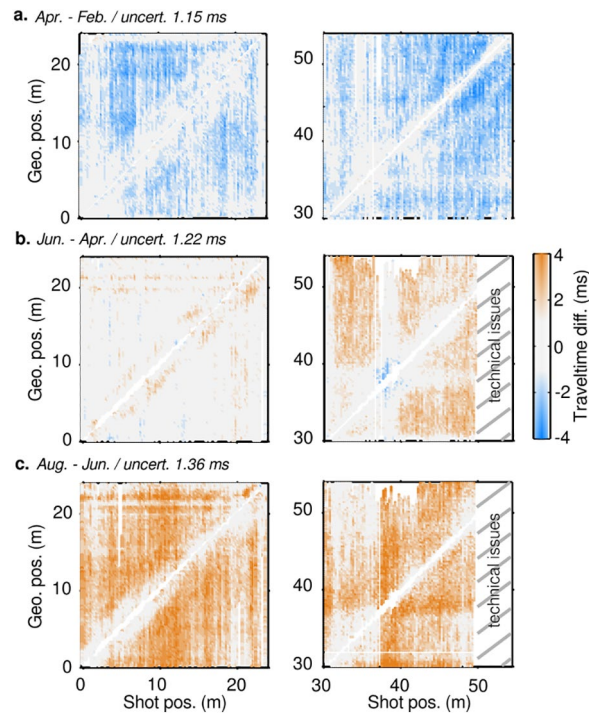 a. Apr. - Feb. / uncert. 1.15 ms
Geo. pos. (m)
20
10
0
50
40
30
b. Jun. - Apr. / uncert. 1.22 ms
Geo. pos. (m)
20
10
0
50
40
30
technical issues
4
2
0
-2
-4
Traveltime diff. (ms)
c. Aug. - Jun. / uncert. 1.36 ms
Geo. pos. (m)
20
10
0
50
40
30
technical issues
0 10 20
30 40 50
Shot pos. (m)
Shot pos. (m)